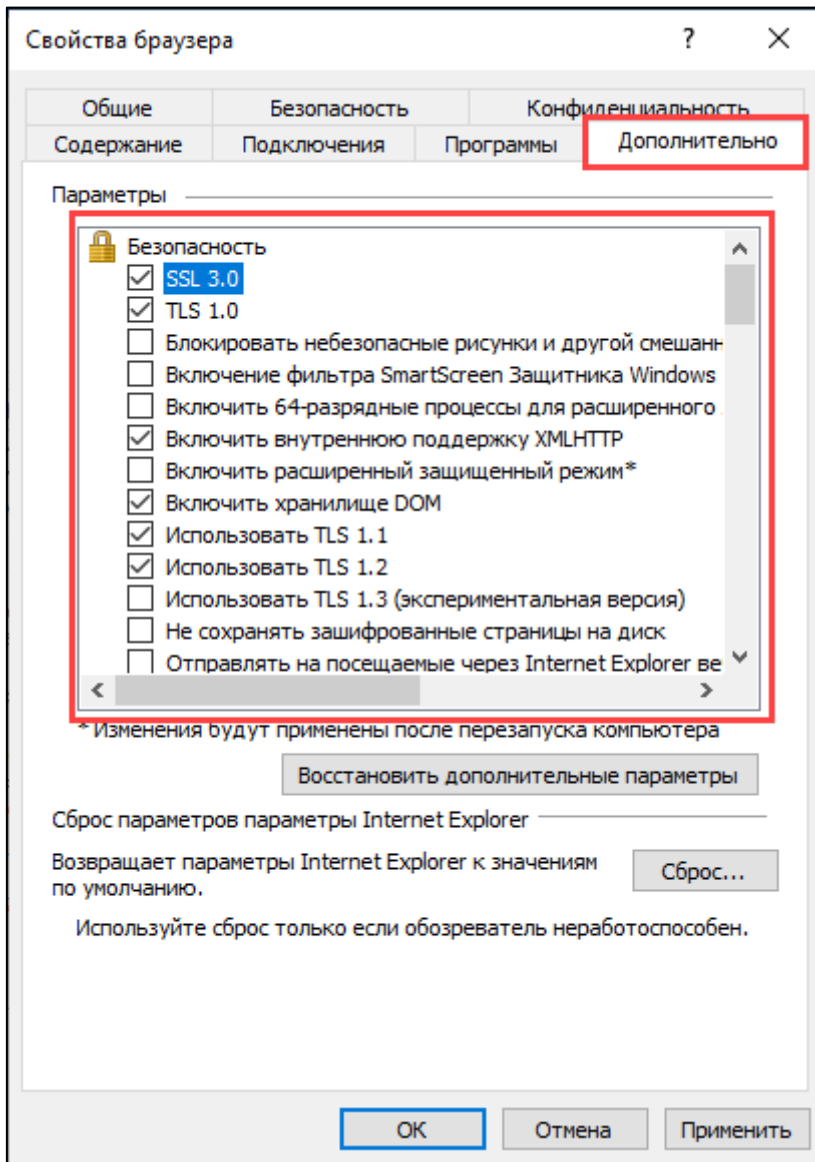 Свойства браузера
?
Общие
Безопасность
Конфиденциальность
Содержание
Подключения
Программы
Дополнительно
Параметры
Безопасность
SSL 3.0
TLS 1.0
Блокировать небезопасные рисунки и другой смешанн
Включение фильтра SmartScreen Защитника Windows
Включить 64-разрядные процессы для расширенного
Включить внутреннюю поддержку XMLHTTP
Включить расширенный защищенный режим*
Включить хранилище DOM
Использовать TLS 1.1
Использовать TLS 1.2
Использовать TLS 1.3 (экспериментальная версия)
Не сохранять зашифрованные страницы на диск
Отправлять на посещаемые через Internet Explorer ве
* Изменения будут применены после перезапуска компьютера
Восстановить дополнительные параметры
Сброс параметров параметры Internet Explorer
Возвращает параметры Internet Explorer к значениям
по умолчанию.
Сброс...
Используйте сброс только если обозреватель неработоспособен.
OK
Отмена
Применить